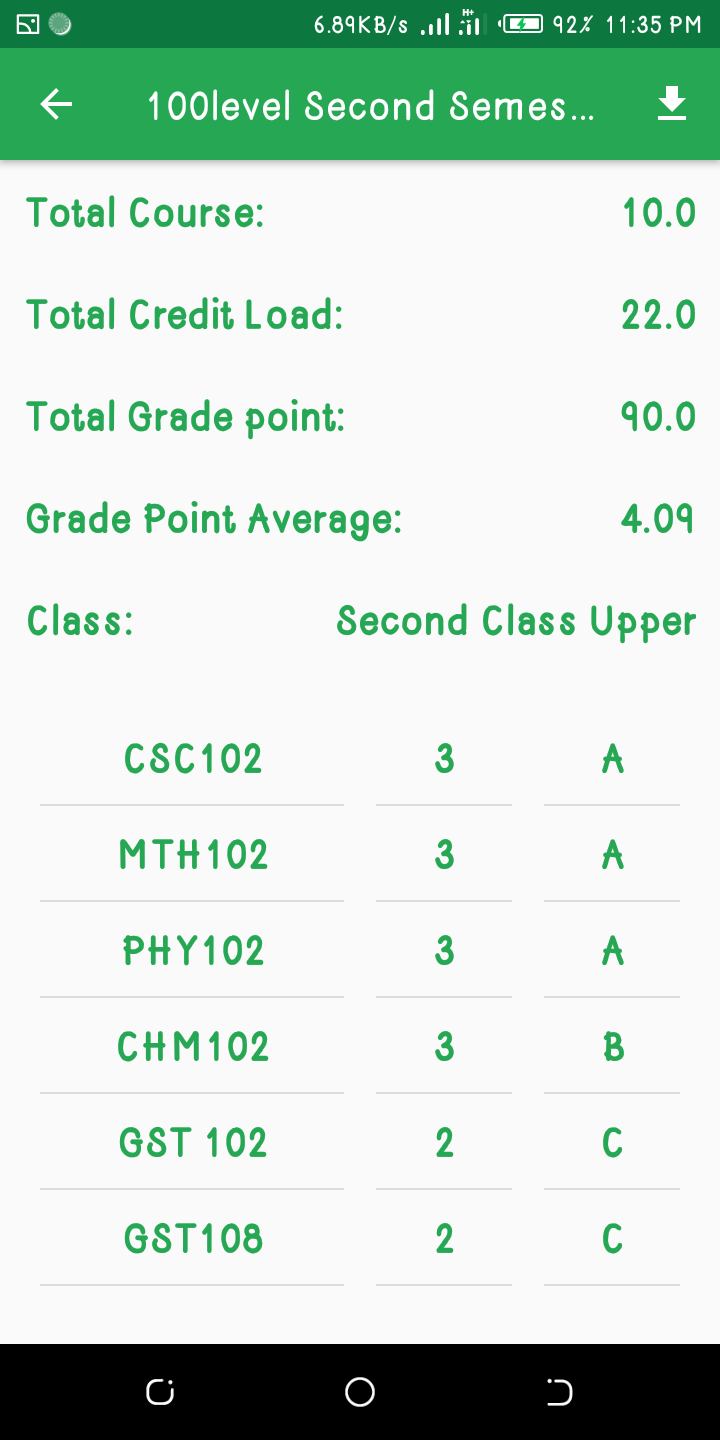 6.89KB/s H+ 92% 11:35 PM
100level Second Semes...
Total Course: 10.0
Total Credit Load: 22.0
Total Grade point: 90.0
Grade Point Average: 4.09
Class: Second Class Upper
CSC102 3 A
MTH102 3 A
PHY102 3 A
CHM102 3 B
GST 102 2 C
GST108 2 C